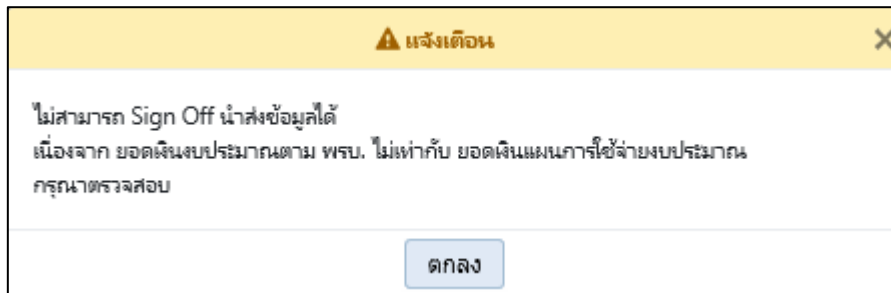 แจ้งเตือน
ไม่สามารถ Sign Off นำส่งข้อมูลได้
เนื่องจาก ยอดเงินงบประมาณตาม พรบ. ไม่เท่ากับ ยอดเงินแผนการใช้จ่ายงบประมาณ
กรุณาตรวจสอบ
ตกลง